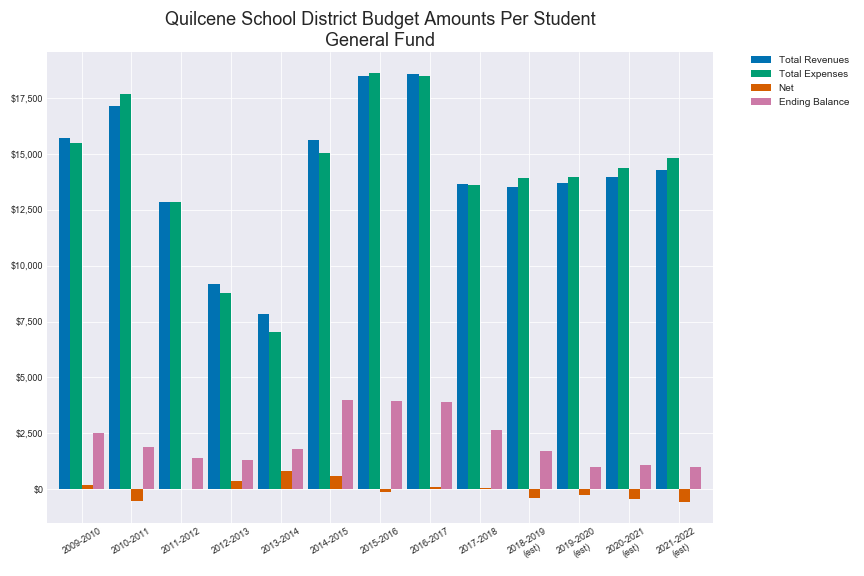 Quilcene School District Budget Amounts Per Student
General Fund
Total Revenues
Total Expenses
Net
Ending Balance
$17,500
$15,000
$12,500
$10,000
$7,500
$5,000
$2,500
$0
2009-2010
2010-2011
2011-2012
2012-2013
2013-2014
2014-2015
2015-2016
2016-2017
2017-2018
2018-2019
(est)
2019-2020
(est)
2020-2021
(est)
2021-2022
(est)